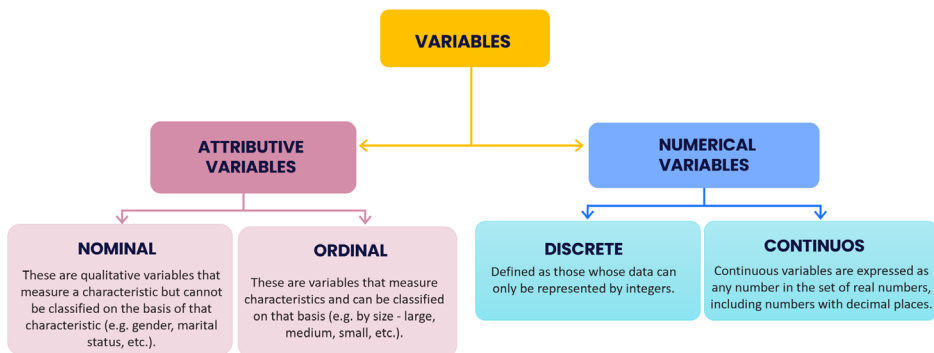 VARIABLES
ATTRIBUTIVE
VARIABLES
NUMERICAL
VARIABLES
NOMINAL
These are qualitative variables that
measure a characteristic but cannot
be classified on the basis of that
characteristic (e.g. gender, marital
status, etc.).
ORDINAL
These are variables that measure
characteristics and can be classified
on that basis (e.g. by size - large,
medium, small, etc.).
DISCRETE
Defined as those whose data can
only be represented by integers.
CONTINUOS
Continuous variables are expressed as
any number in the set of real numbers,
including numbers with decimal places.